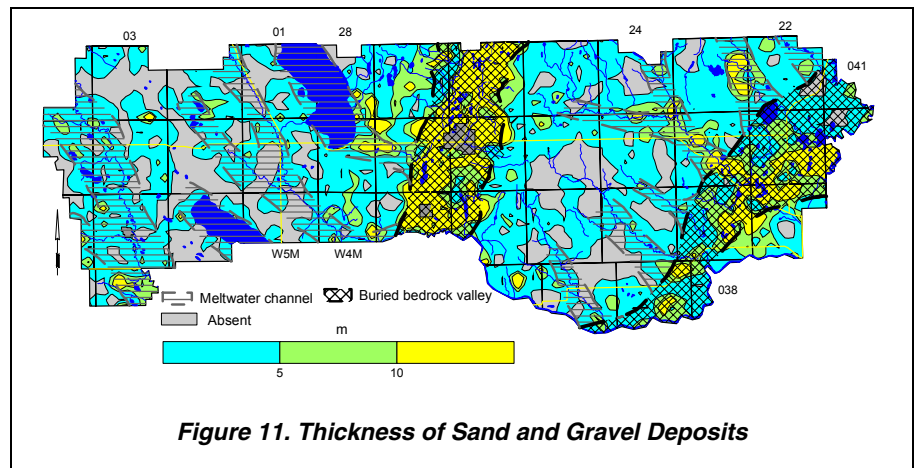 03 01 28 24 22
041
W5M W4M
038
Meltwater channel Buried bedrock valley
Absent
m
5 10
Figure 11. Thickness of Sand and Gravel Deposits